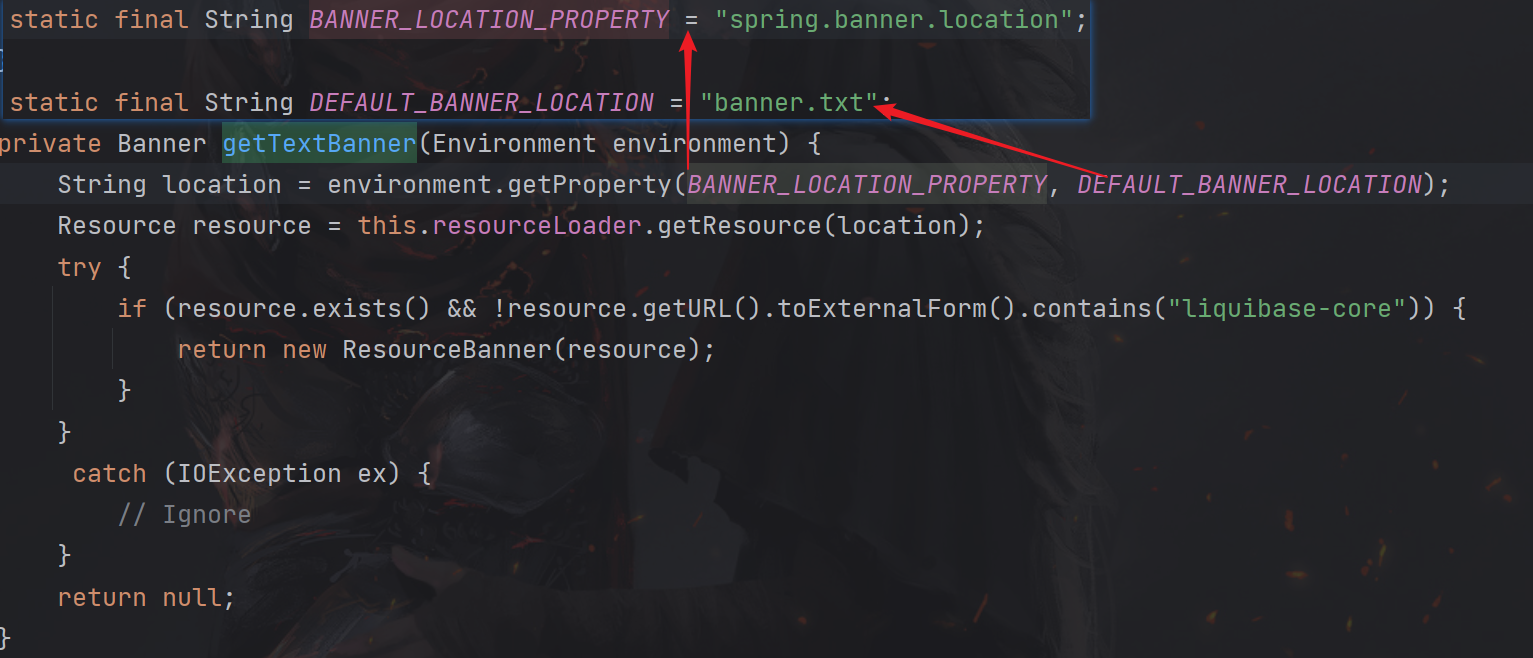 static final String BANNER_LOCATION_PROPERTY = "spring.banner.location";
static final String DEFAULT_BANNER_LOCATION = "banner.txt";
private Banner getTextBanner(Environment environment) {
String location = environment.getProperty(BANNER_LOCATION_PROPERTY, DEFAULT_BANNER_LOCATION);
Resource resource = this.resourceLoader.getResource(location);
try {
if (resource.exists() && !resource.getURL().toExternalForm().contains("liquibase-core")) {
return new ResourceBanner(resource);
}
}
catch (IOException ex) {
// Ignore
}
return null;
}